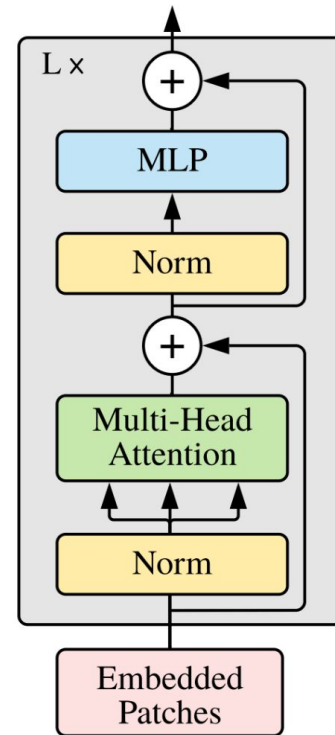 L ×
+
MLP
Norm
+
Multi-Head
Attention
Norm
Embedded
Patches